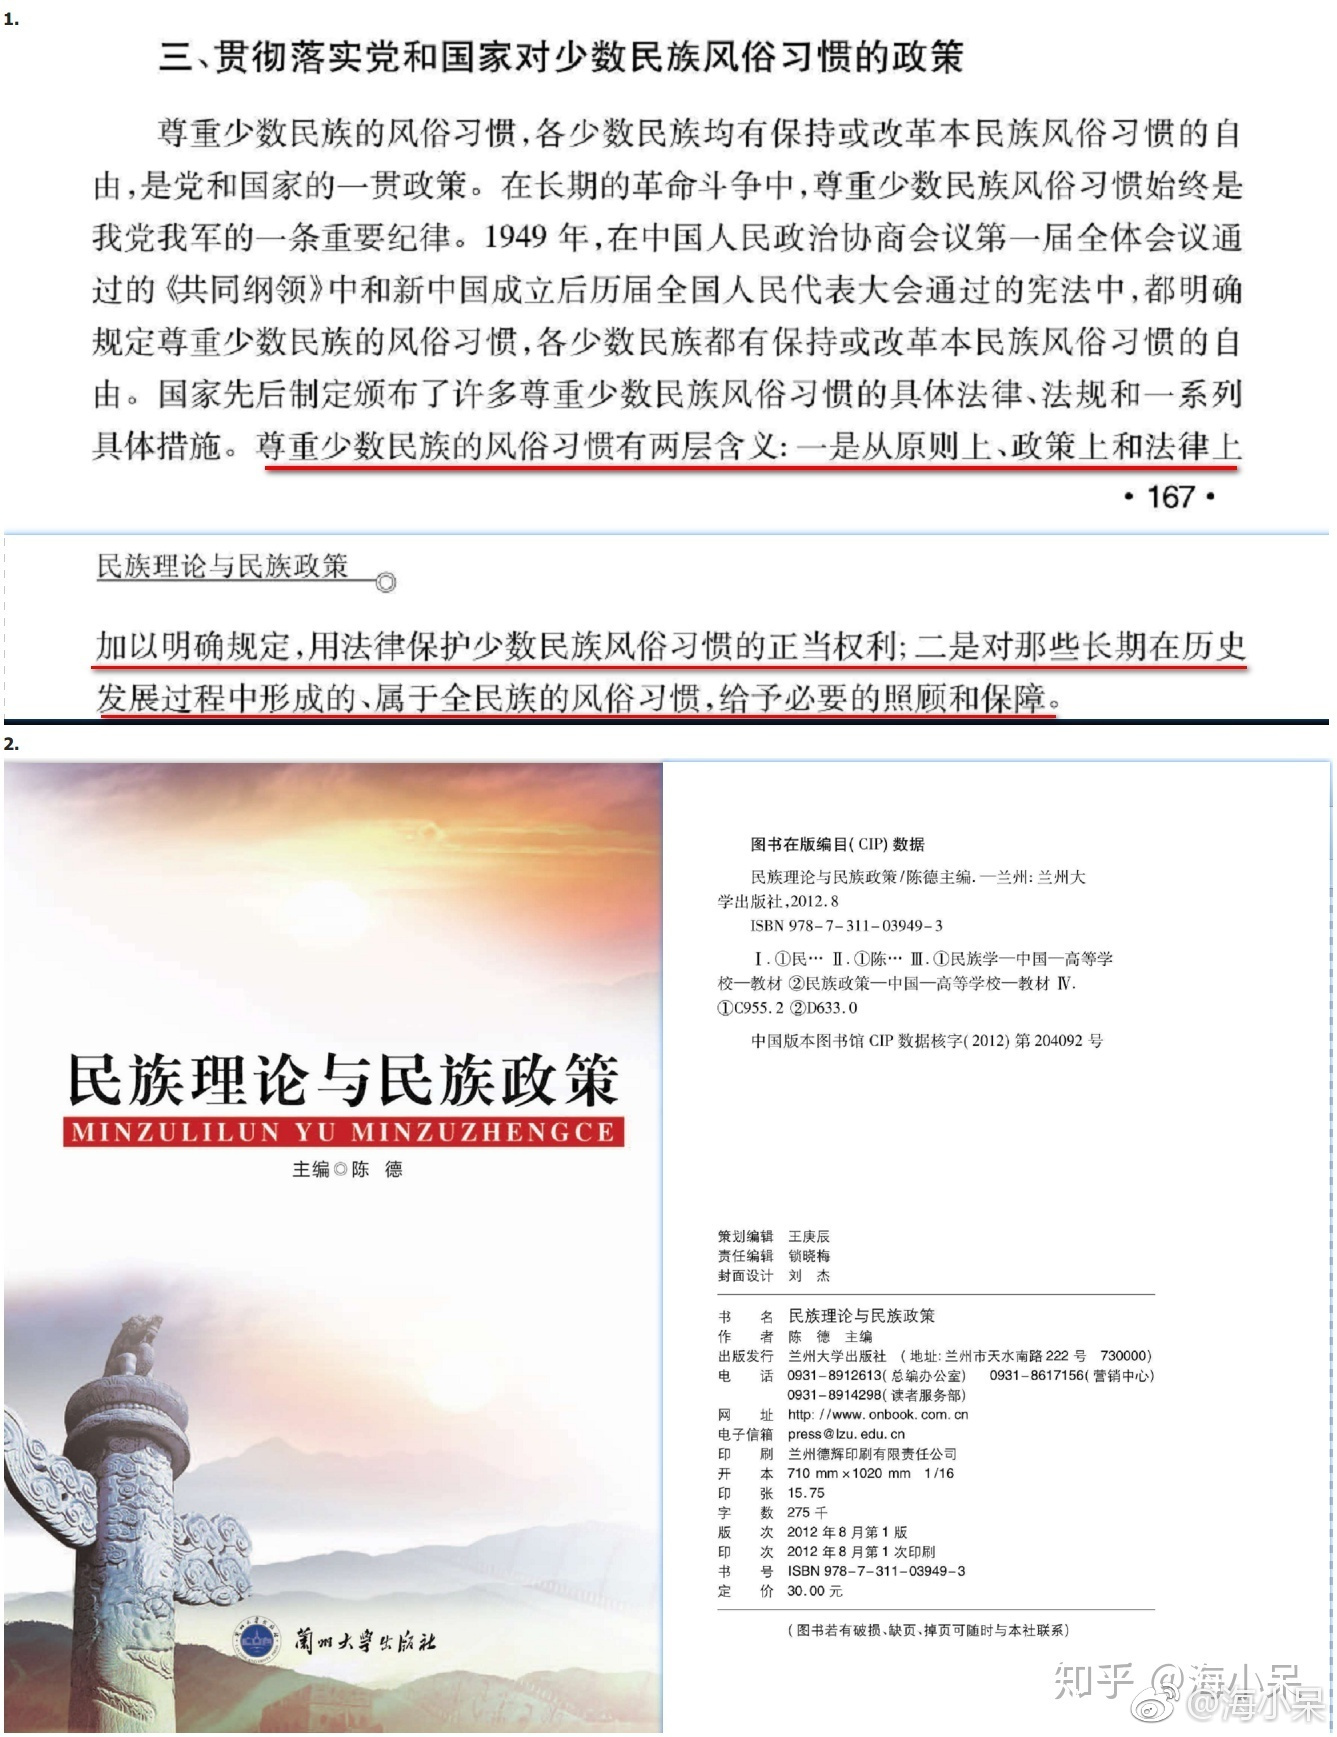 1.
三、贯彻落实党和国家对少数民族风俗习惯的政策
尊重少数民族的风俗习惯,各少数民族均有保持或改革本民族风俗习惯的自
由,是党和国家的一贯政策。在长期的革命斗争中,尊重少数民族风俗习惯始终是
我党我军的一条重要纪律。1949 年,在中国人民政治协商会议第一届全体会议通
过的《共同纲领》中和新中国成立后历届全国人民代表大会通过的宪法中,都明确
规定尊重少数民族的风俗习惯,各少数民族都有保持或改革本民族风俗习惯的自
由。国家先后制定颁布了许多尊重少数民族风俗习惯的具体法律、法规和一系列
具体措施。尊重少数民族的风俗习惯有两层含义:一是从原则上、政策上和法律上
·167·
民族理论与民族政策
加以明确规定,用法律保护少数民族风俗习惯的正当权利;二是对那些长期在历史
发展过程中形成的、属于全民族的风俗习惯,给予必要的照顾和保障。
2.
民族理论与民族政策
MINZULILUN YU MINZUZHENGCE
主编◎陈 德
兰州大学出版社
图书在版编目(CIP)数据
民族理论与民族政策/陈德主编.—兰州:兰州大
学出版社,2012.8
ISBN 978-7-311-03949-3
Ⅰ.①民… Ⅱ.①陈… Ⅲ.①民族学—中国—高等学
校—教材 ②民族政策—中国—高等学校—教材 Ⅳ.
①C955.2 ②D633.0
中国版本图书馆 CIP 数据核字(2012)第 204092 号
策划编辑 王庚辰
责任编辑 锁晓梅
封面设计 刘 杰
书 名 民族理论与民族政策
作 者 陈 德 主编
出版发行 兰州大学出版社 (地址:兰州市天水南路 222 号 730000)
电 话 0931-8912613(总编办公室) 0931-8617156(营销中心)
0931-8914298(读者服务部)
网 址 http://www.onbook.com.cn
电子信箱 press@lzu.edu.cn
印 刷 兰州德辉印刷有限责任公司
开 本 710 mm×1020 mm 1/16
印 张 15.75
字 数 275 千
版 次 2012 年 8 月第 1 版
印 次 2012 年 8 月第 1 次印刷
书 号 ISBN 978-7-311-03949-3
定 价 30.00 元
(图书若有破损、缺页、掉页可随时与本社联系)
知乎 @海小呆
@海小呆